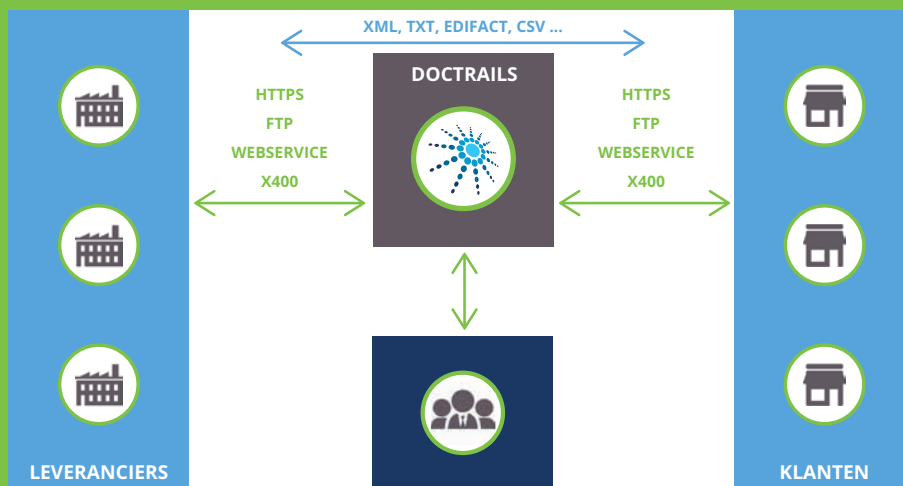 XML, TXT, EDIFACT, CSV ...
DOCTRAILS
HTTPS
FTP
WEBSERVICE
X400
HTTPS
FTP
WEBSERVICE
X400
LEVERANCIERS
KLANTEN